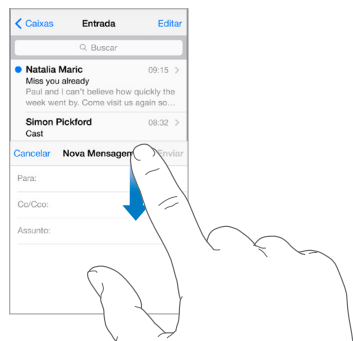 Caixas Entrada Editar
Buscar
Natalia Maric 09:15
Miss you already
Paul and I can't believe how quickly the
week went by. Come visit us again so...
Simon Pickford 08:32
Cast
Cancelar Nova Mensagem Enviar
Para:
Co/Cco:
Assunto: